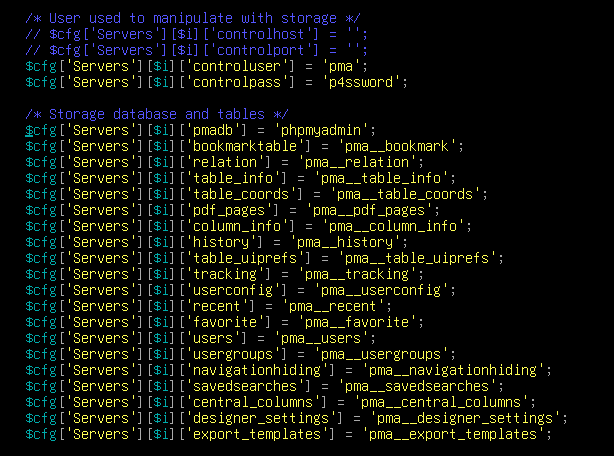 /* User used to manipulate with storage */
// $cfg['Servers'][$i]['controlhost'] = '';
// $cfg['Servers'][$i]['controlport'] = '';
$cfg['Servers'][$i]['controluser'] = 'pma';
$cfg['Servers'][$i]['controlpass'] = 'p4ssword';

/* Storage database and tables */
$cfg['Servers'][$i]['pmadb'] = 'phpmyadmin';
$cfg['Servers'][$i]['bookmarktable'] = 'pma__bookmark';
$cfg['Servers'][$i]['relation'] = 'pma__relation';
$cfg['Servers'][$i]['table_info'] = 'pma__table_info';
$cfg['Servers'][$i]['table_coords'] = 'pma__table_coords';
$cfg['Servers'][$i]['pdf_pages'] = 'pma__pdf_pages';
$cfg['Servers'][$i]['column_info'] = 'pma__column_info';
$cfg['Servers'][$i]['history'] = 'pma__history';
$cfg['Servers'][$i]['table_uiprefs'] = 'pma__table_uiprefs';
$cfg['Servers'][$i]['tracking'] = 'pma__tracking';
$cfg['Servers'][$i]['userconfig'] = 'pma__userconfig';
$cfg['Servers'][$i]['recent'] = 'pma__recent';
$cfg['Servers'][$i]['favorite'] = 'pma__favorite';
$cfg['Servers'][$i]['users'] = 'pma__users';
$cfg['Servers'][$i]['usergroups'] = 'pma__usergroups';
$cfg['Servers'][$i]['navigationhiding'] = 'pma__navigationhiding';
$cfg['Servers'][$i]['savedsearches'] = 'pma__savedsearches';
$cfg['Servers'][$i]['central_columns'] = 'pma__central_columns';
$cfg['Servers'][$i]['designer_settings'] = 'pma__designer_settings';
$cfg['Servers'][$i]['export_templates'] = 'pma__export_templates';